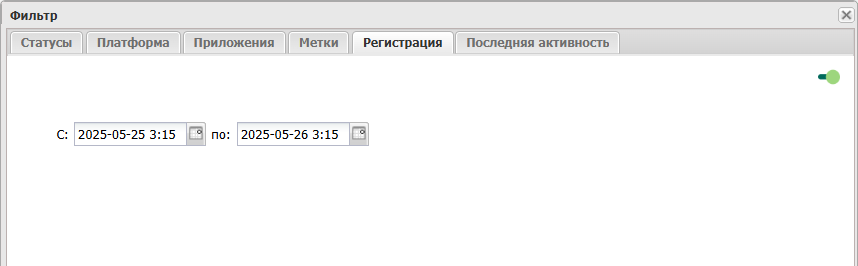 Фильтр
Статусы Платформа Приложения Метки Регистрация Последняя активность
С: 2025-05-25 3:15 по: 2025-05-26 3:15